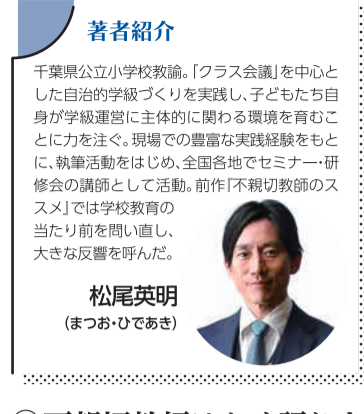 著者紹介
千葉県公立小学校教諭。「クラス会議」を中心と
した自治的学級づくりを実践し、子どもたち自
身が学級運営に主体的に関わる環境を育むこ
とに力を注ぐ。現場での豊富な実践経験をもと
に、執筆活動をはじめ、全国各地でセミナー・研
修会の講師として活動。前作『不親切教師のス
スメ』では学校教育の
当たり前を問い直し、
大きな反響を呼んだ。
松尾英明
（まつお・ひであき）